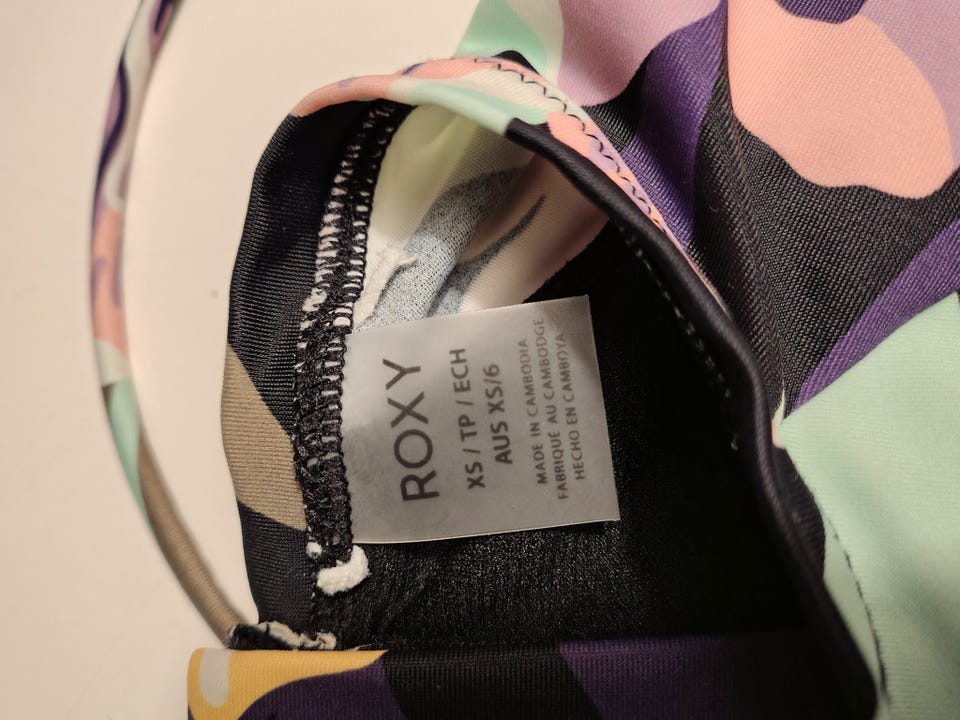 ROXY
XS / TP / ECH
AUS XS/6
MADE IN CAMBODIA
FABRIQUÉ AU CAMBODGE
HECHO EN CAMBOYA